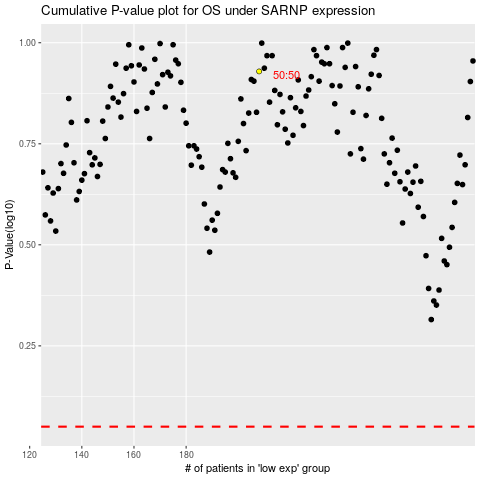 Cumulative P-value plot for OS under SARNP expression
P-Value(log10)
1.00
0.75
0.50
0.25
50:50
120 140 160 180
# of patients in 'low exp' group